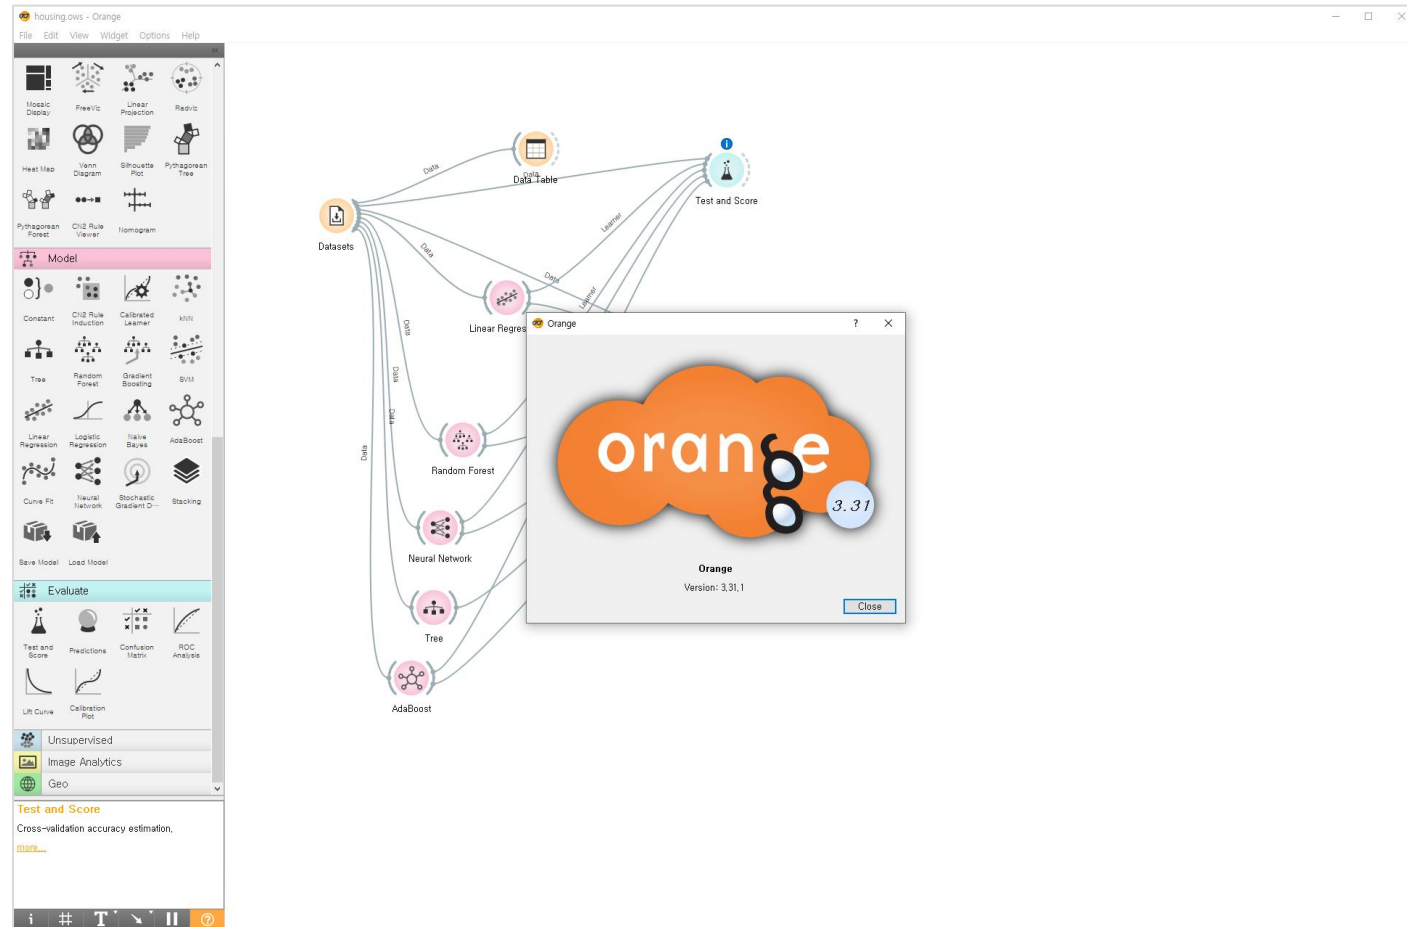 housing.ows - Orange
File Edit View Widget Options Help
Mosaic Display
FreeViz
Linear Projection
Radviz
Heat Map
Venn Diagram
Silhouette Plot
Pythagorean Tree
Pythagorean Forest
CN2 Rule Viewer
Nomogram
Model
Constant
CN2 Rule Induction
Calibrated Learner
kNN
Tree
Random Forest
Gradient Boosting
SVM
Linear Regression
Logistic Regression
Naive Bayes
AdaBoost
Curve Fit
Neural Network
Stochastic Gradient D...
Stacking
Save Model
Load Model
Evaluate
Test and Score
Predictions
Confusion Matrix
ROC Analysis
Lift Curve
Calibration Plot
Unsupervised
Image Analytics
Geo
Test and Score
Cross-validation accuracy estimation.
more...
Data
Data
Data Table
Test and Score
Datasets
Learner
Data
Data
Learner
Linear Regres
Data
Data
Data
Data
Random Forest
Neural Network
Tree
AdaBoost
Orange
orange
3.31
Orange
Version: 3.31.1
Close